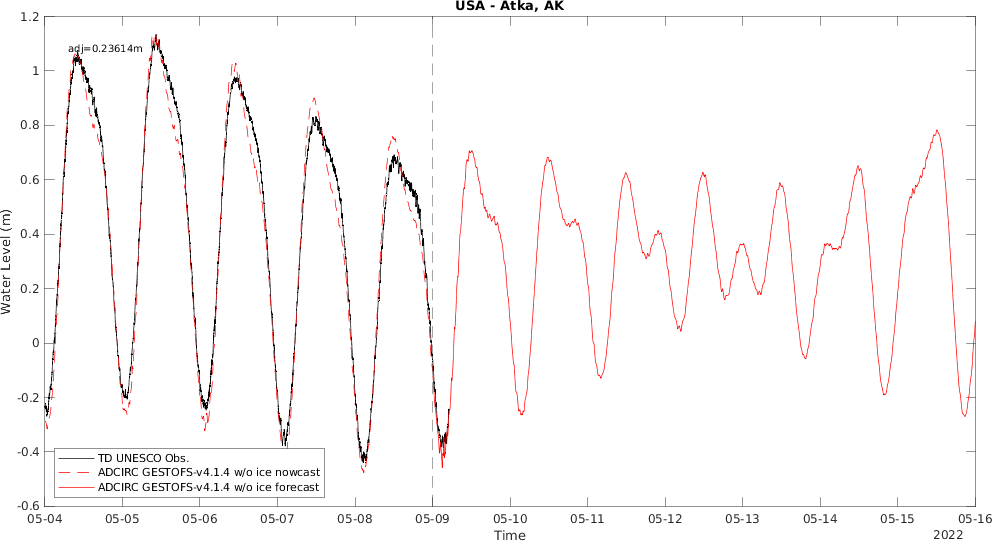 USA - Atka, AK
adj=0.23614m
Water Level (m)
1.2
1
0.8
0.6
0.4
0.2
0
-0.2
-0.4
-0.6
TD UNESCO Obs.
ADCIRC GESTOFS-v4.1.4 w/o ice nowcast
ADCIRC GESTOFS-v4.1.4 w/o ice forecast
05-04 05-05 05-06 05-07 05-08 05-09 05-10 05-11 05-12 05-13 05-14 05-15 05-16
Time
2022